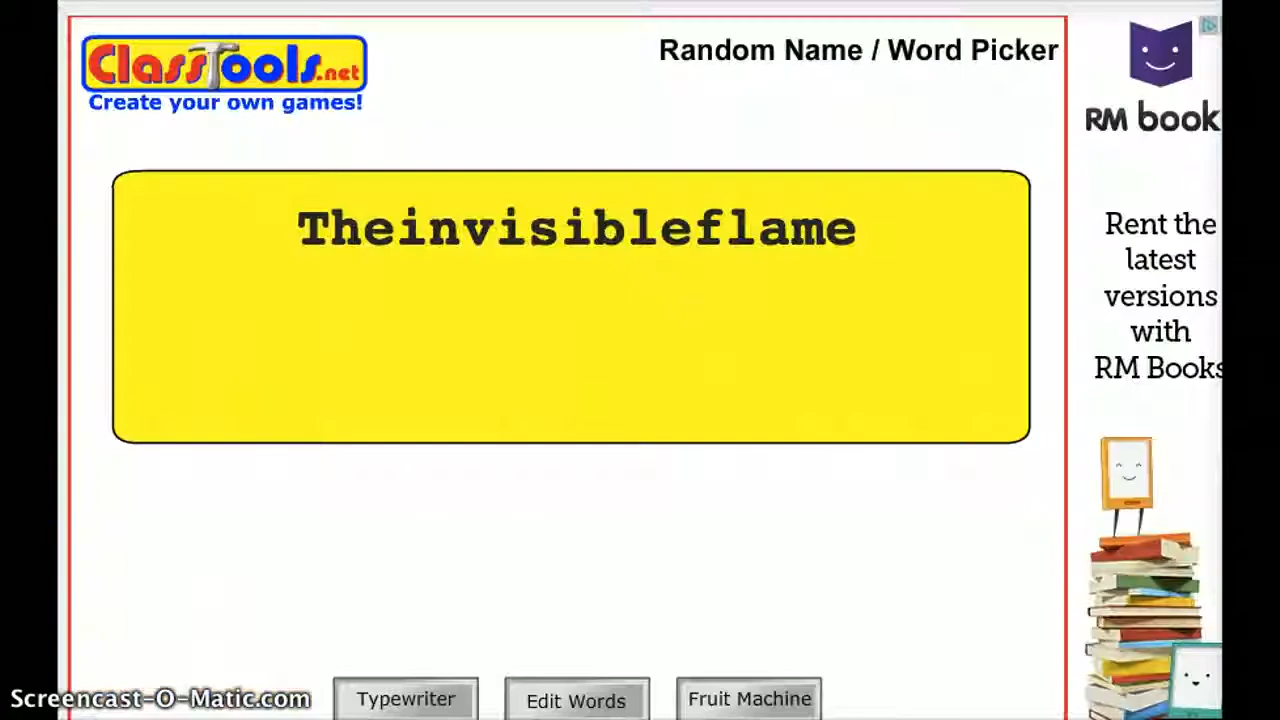 ClassTools.net
Create your own games!
Random Name / Word Picker
Theinvisibleflame
RM book
Rent the
latest
versions
with
RM Books
Typewriter
Edit Words
Fruit Machine
Screencast-O-Matic.com